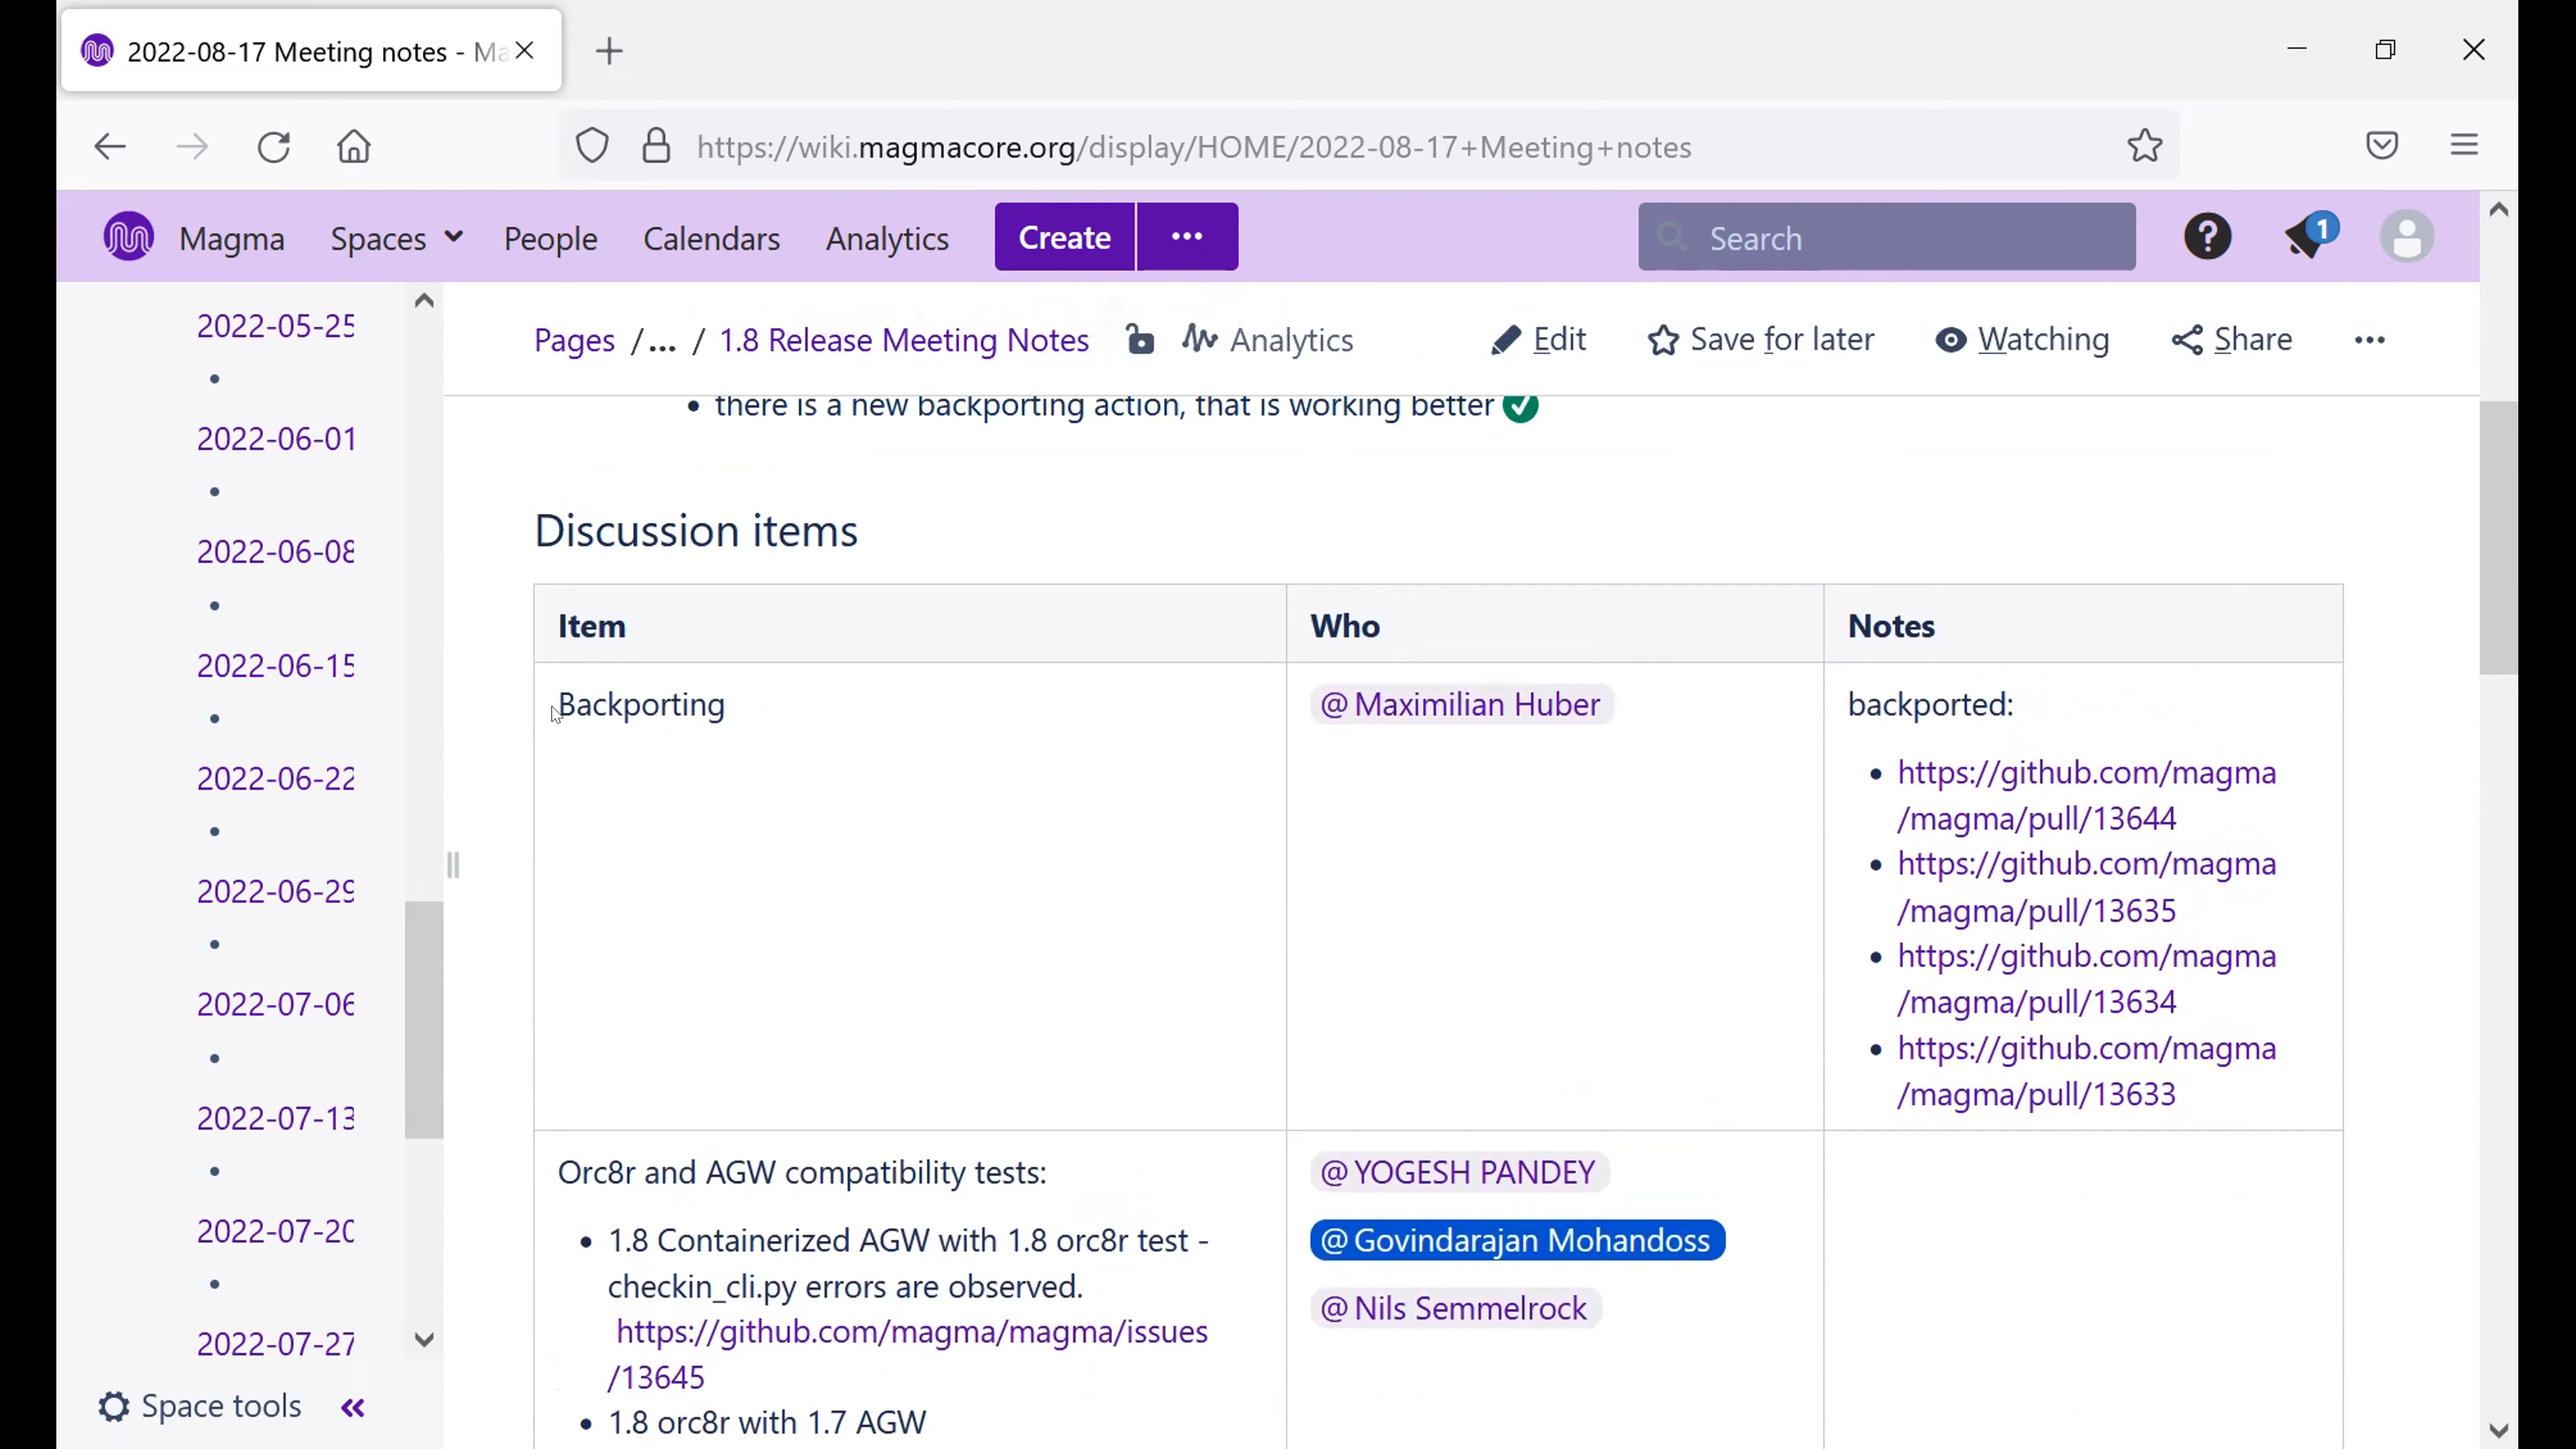 2022-08-17 Meeting notes - Ma
https://wiki.magmacore.org/display/HOME/2022-08-17+Meeting+notes
Magma Spaces People Calendars Analytics Create ••• Search ? 1
2022-05-25
2022-06-01
2022-06-08
2022-06-15
2022-06-22
2022-06-29
2022-07-06
2022-07-13
2022-07-20
2022-07-27
Space tools «
Pages /... / 1.8 Release Meeting Notes Analytics Edit Save for later Watching Share •••
• there is a new backporting action, that is working better
Discussion items
Item Who Notes
Backporting
@ Maximilian Huber
backported:
• https://github.com/magma
/magma/pull/13644
• https://github.com/magma
/magma/pull/13635
• https://github.com/magma
/magma/pull/13634
• https://github.com/magma
/magma/pull/13633
Orc8r and AGW compatibility tests:
• 1.8 Containerized AGW with 1.8 orc8r test -
checkin_cli.py errors are observed.
https://github.com/magma/magma/issues
/13645
• 1.8 orc8r with 1.7 AGW
@ YOGESH PANDEY
@ Govindarajan Mohandoss
@ Nils Semmelrock